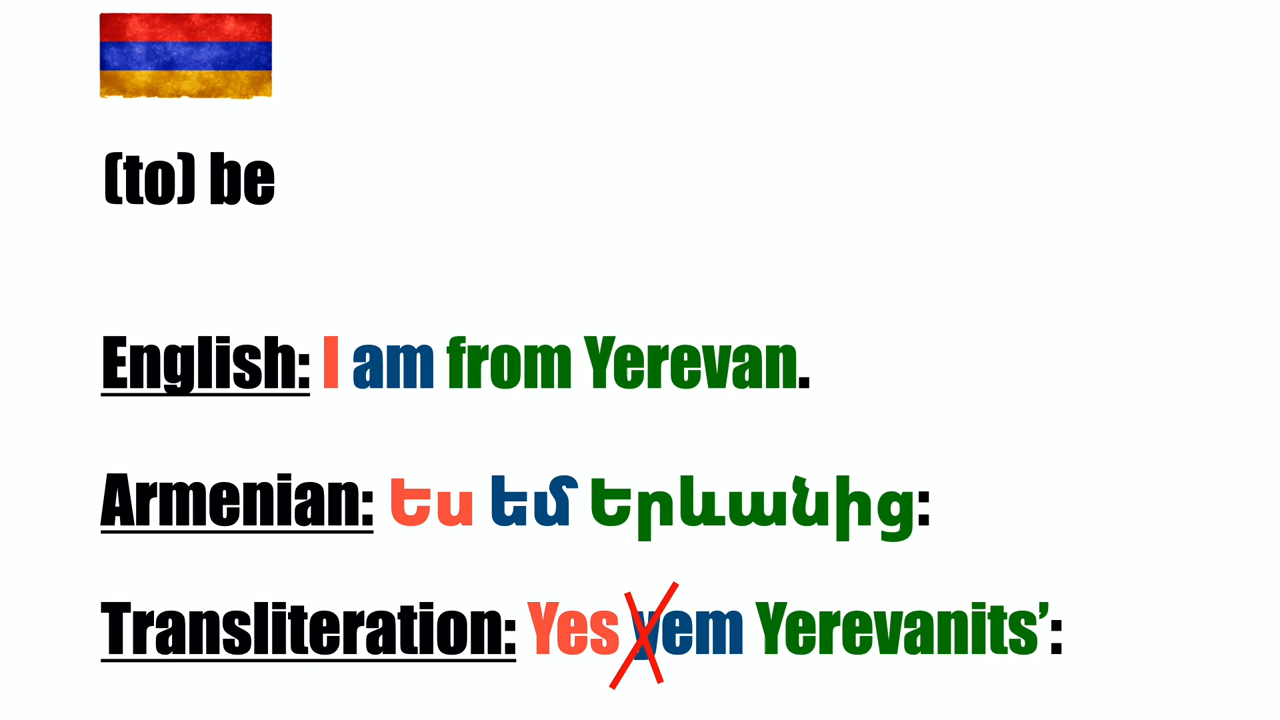 (to) be
English: I am from Yerevan.
Armenian: Ես եմ Երևանից:
Transliteration: Yes yem Yerevanits’: